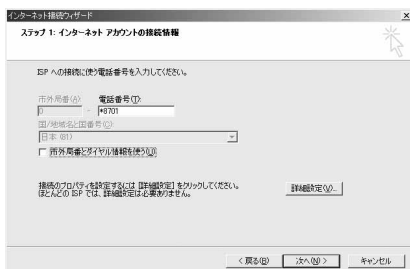 インターネット接続ウィザード
ステップ 1: インターネット アカウントの接続情報
ISP への接続に使う電話番号を入力してください。
市外局番(A): 電話番号(T):
0 - *8701
国/地域名と国番号(C):
日本 (81)
市外局番とダイヤル情報を使う(U)
接続のプロパティを設定するには [詳細設定] をクリックしてください。
ほとんどの ISP では、詳細設定は必要ありません。
詳細設定(V)...
< 戻る(B) 次へ(N) > キャンセル